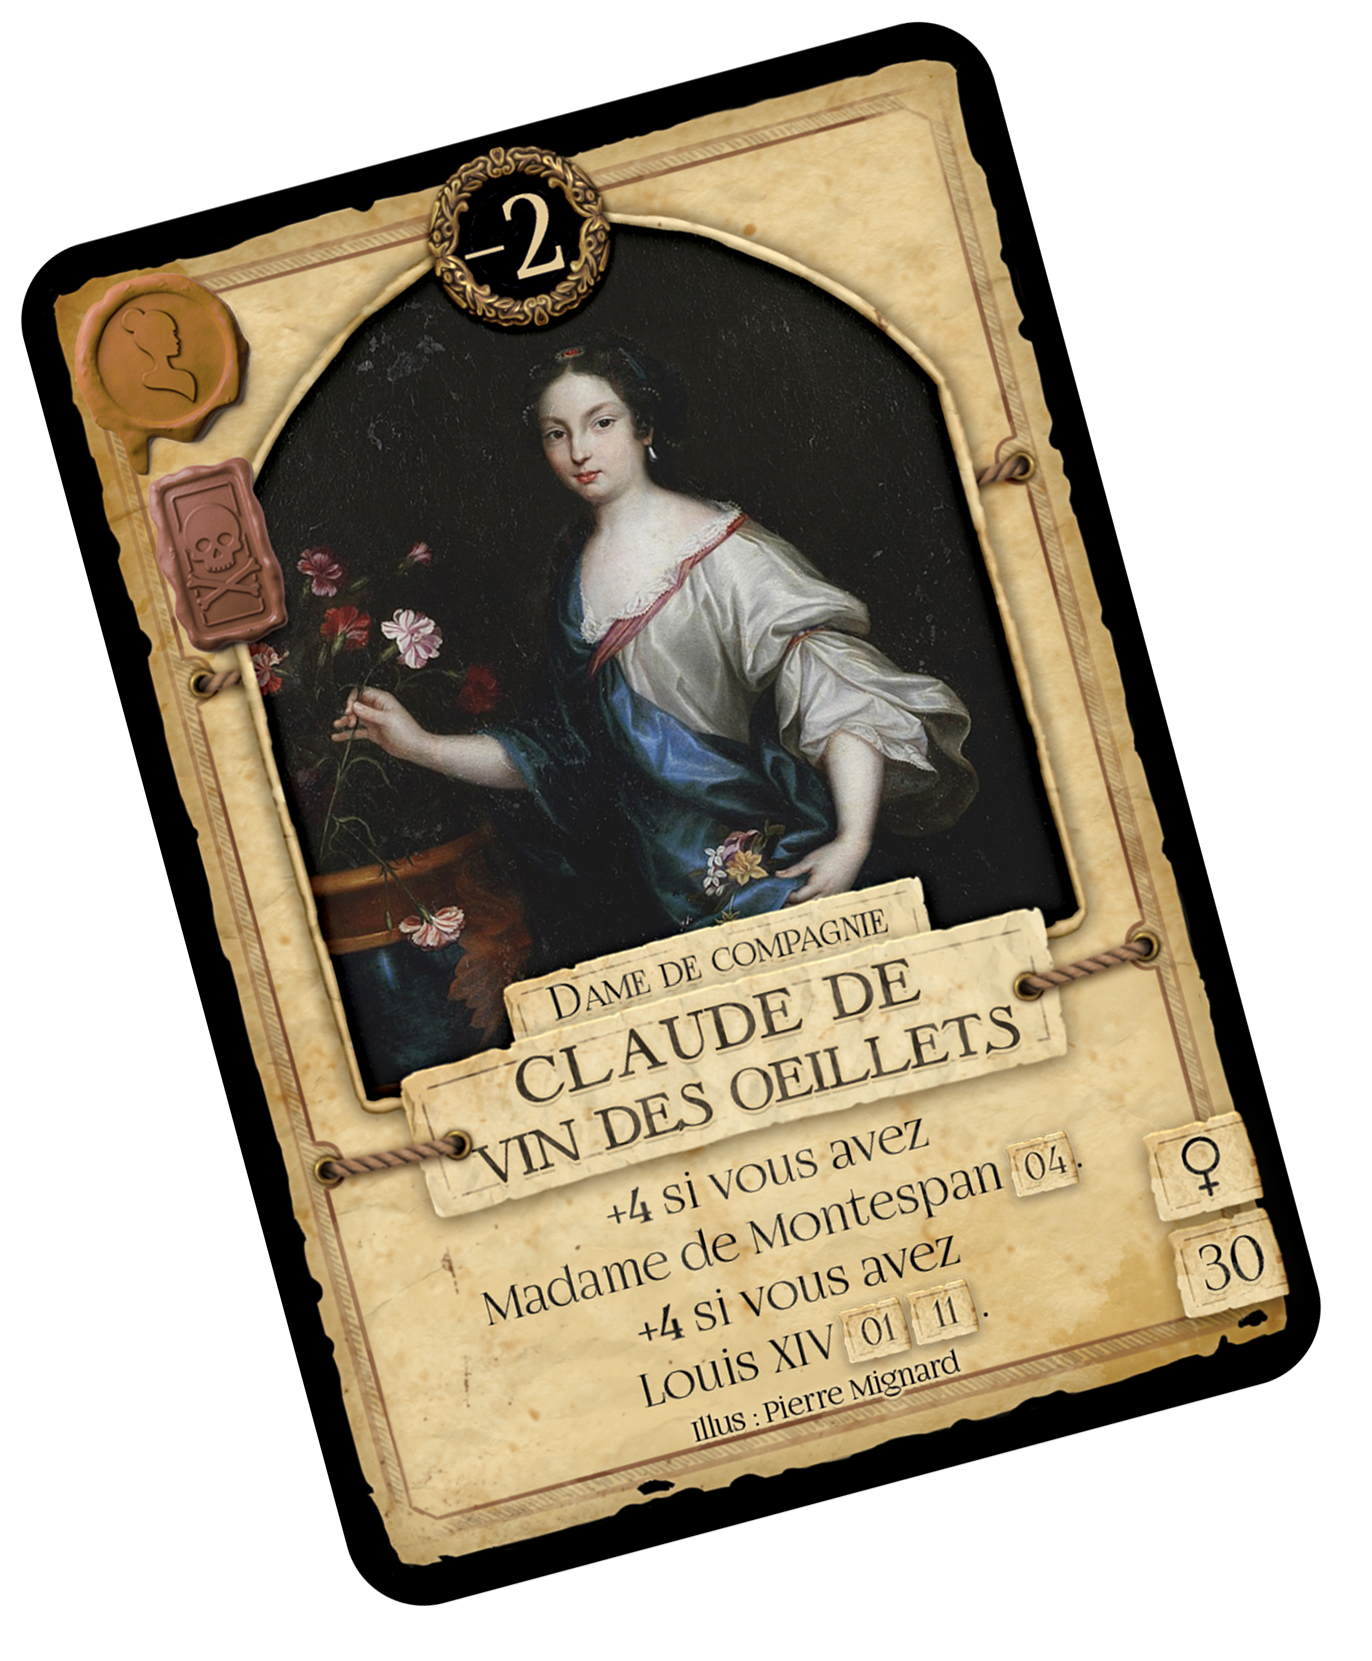 -2
DAME DE COMPAGNIE
CLAUDE DE
VIN DES OEILLETS
+4 si vous avez
Madame de Montespan 04.
+4 si vous avez
Louis XIV 01 11.
Illus : Pierre Mignard
♀
30